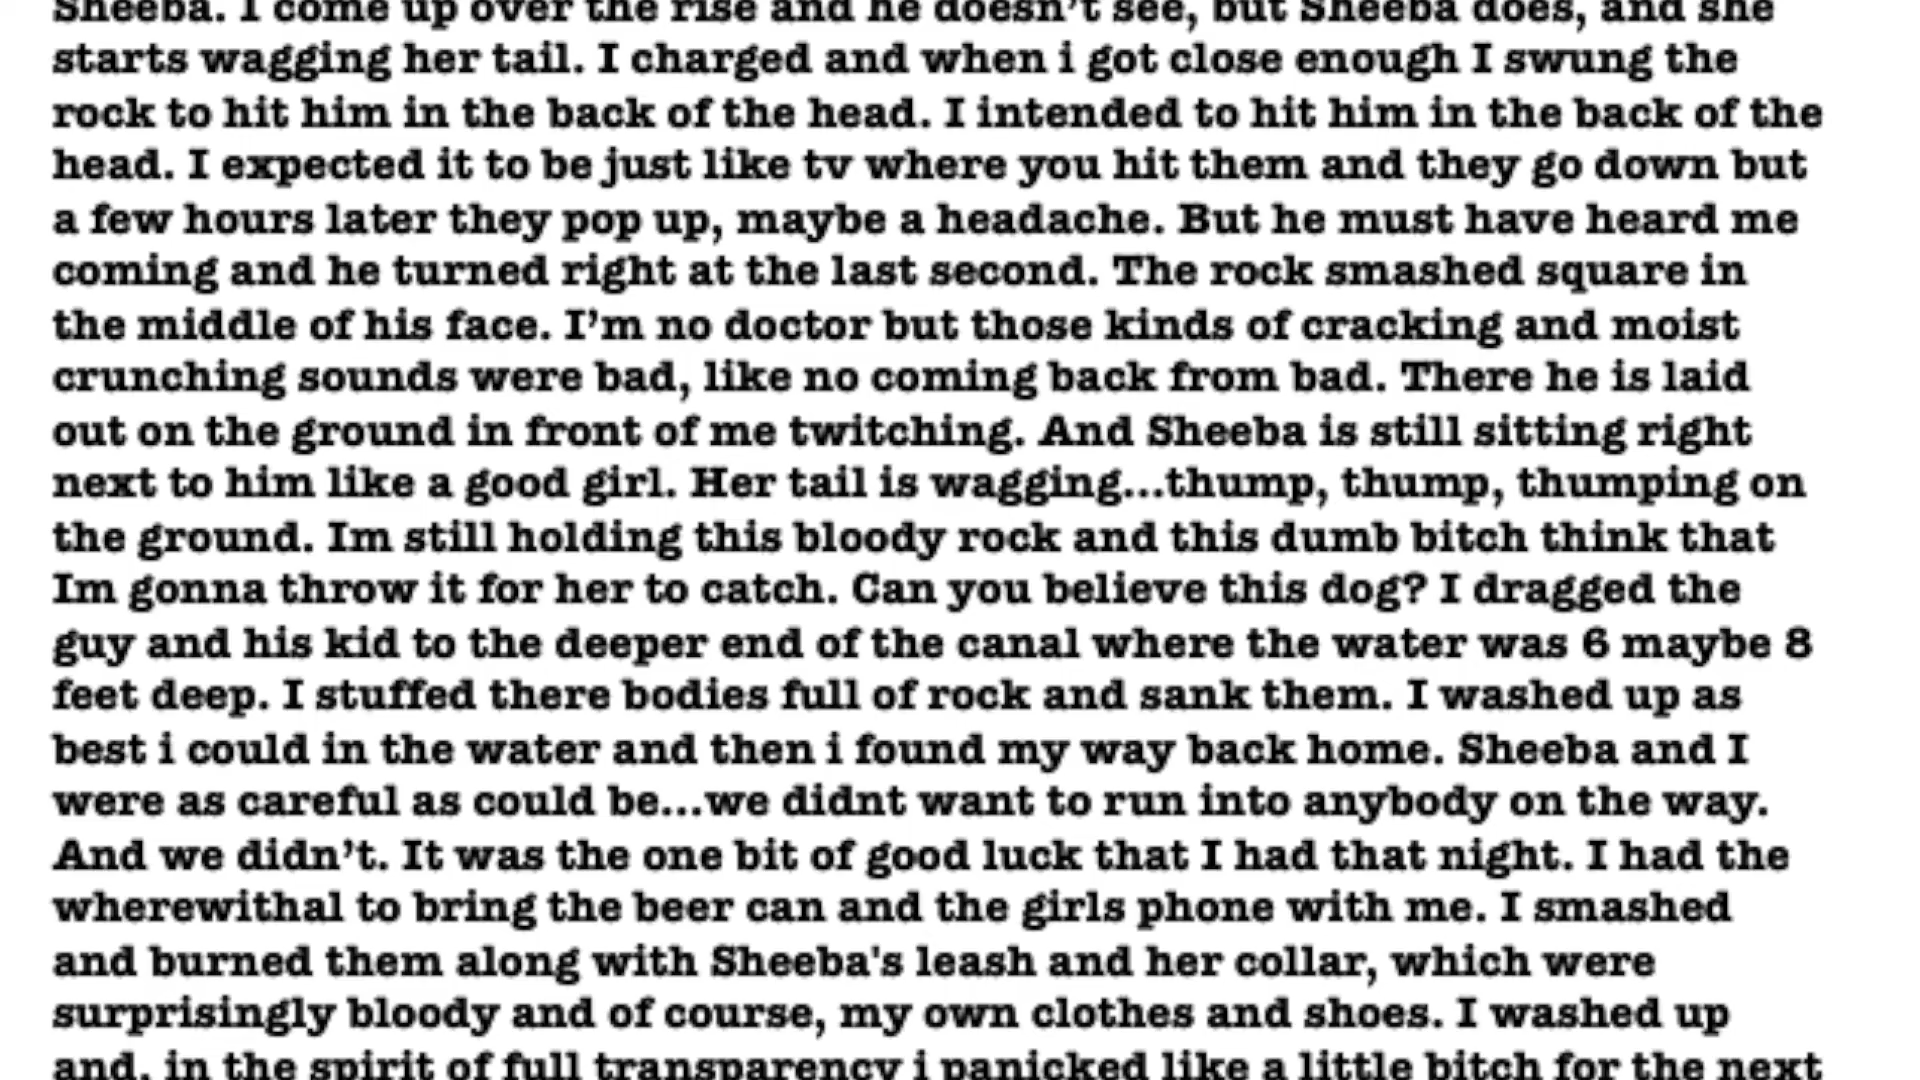 Sheeba. I come up over the rise and he doesn't see, but Sheeba does, and she
starts wagging her tail. I charged and when i got close enough I swung the
rock to hit him in the back of the head. I intended to hit him in the back of the
head. I expected it to be just like tv where you hit them and they go down but
a few hours later they pop up, maybe a headache. But he must have heard me
coming and he turned right at the last second. The rock smashed square in
the middle of his face. I’m no doctor but those kinds of cracking and moist
crunching sounds were bad, like no coming back from bad. There he is laid
out on the ground in front of me twitching. And Sheeba is still sitting right
next to him like a good girl. Her tail is wagging...thump, thump, thumping on
the ground. Im still holding this bloody rock and this dumb bitch think that
Im gonna throw it for her to catch. Can you believe this dog? I dragged the
guy and his kid to the deeper end of the canal where the water was 6 maybe 8
feet deep. I stuffed there bodies full of rock and sank them. I washed up as
best i could in the water and then i found my way back home. Sheeba and I
were as careful as could be...we didnt want to run into anybody on the way.
And we didn’t. It was the one bit of good luck that I had that night. I had the
wherewithal to bring the beer can and the girls phone with me. I smashed
and burned them along with Sheeba's leash and her collar, which were
surprisingly bloody and of course, my own clothes and shoes. I washed up
and, in the spirit of full transparency i panicked like a little bitch for the next